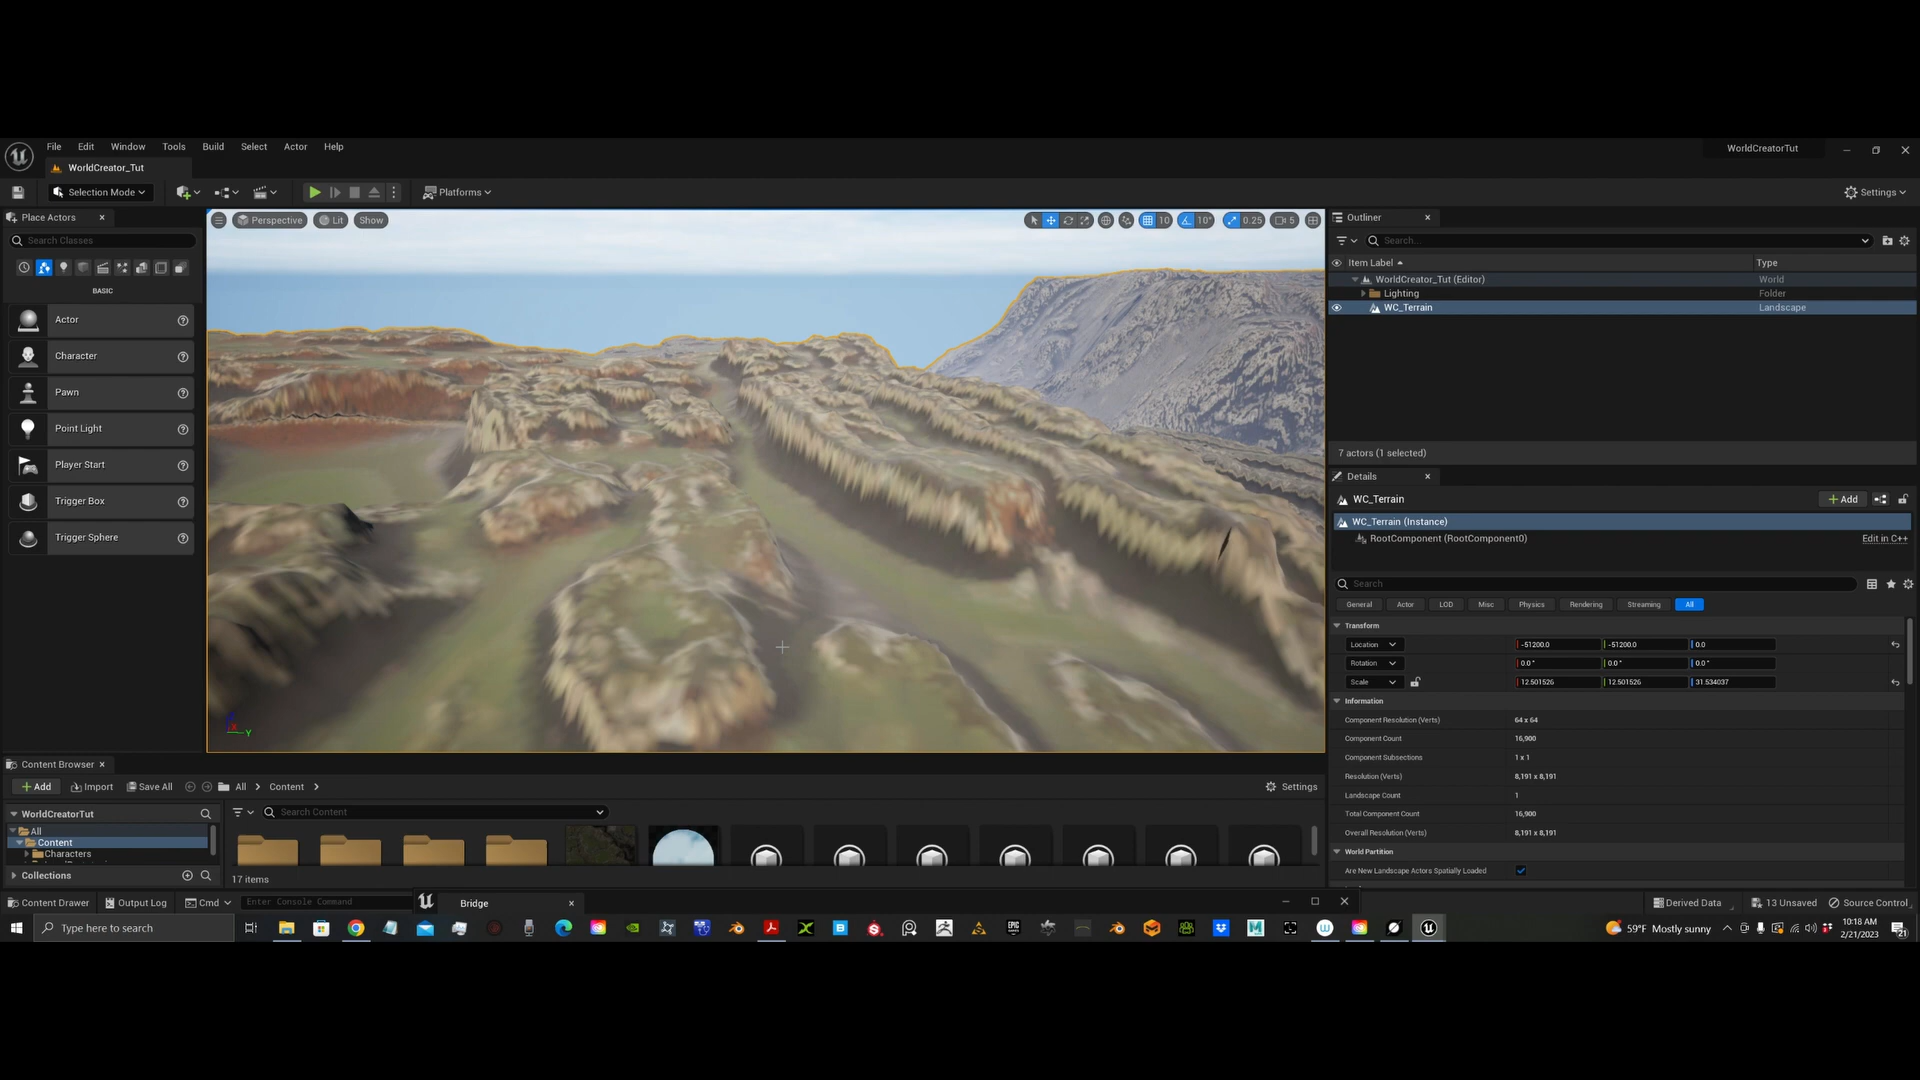 File Edit Window Tools Build Select Actor Help
WorldCreatorTut
WorldCreator_Tut
Selection Mode
Platforms
Settings
Place Actors
Search Classes
BASIC
Actor
Character
Pawn
Point Light
Player Start
Trigger Box
Trigger Sphere
Perspective Lit Show
10 10° 0.25 5
Outliner
Search...
Item Label Type
WorldCreator_Tut (Editor) World
Lighting Folder
WC_Terrain Landscape
7 actors (1 selected)
Details
WC_Terrain
Add
WC_Terrain (Instance)
RootComponent (RootComponent0) Edit in C++
Search
General Actor LOD Misc Physics Rendering Streaming All
Transform
Location -51200.0 -51200.0 0.0
Rotation 0.0° 0.0° 0.0°
Scale 12.501526 12.501526 31.534037
Information
Component Resolution (Verts) 64 x 64
Component Count 16,900
Component Subsections 1 x 1
Resolution (Verts) 8,191 x 8,191
Landscape Count 1
Total Component Count 16,900
Overall Resolution (Verts) 8,191 x 8,191
World Partition
Are New Landscape Actors Spatially Loaded
X Y
Content Browser
Add Import Save All All Content
Settings
WorldCreatorTut
Search Content
All
Content
Characters
Collections
17 items
Content Drawer Output Log Cmd Enter Console Command
Bridge
Derived Data 13 Unsaved Source Control
Type here to search
EPIC
59°F Mostly sunny
10:18 AM
2/21/2023
21